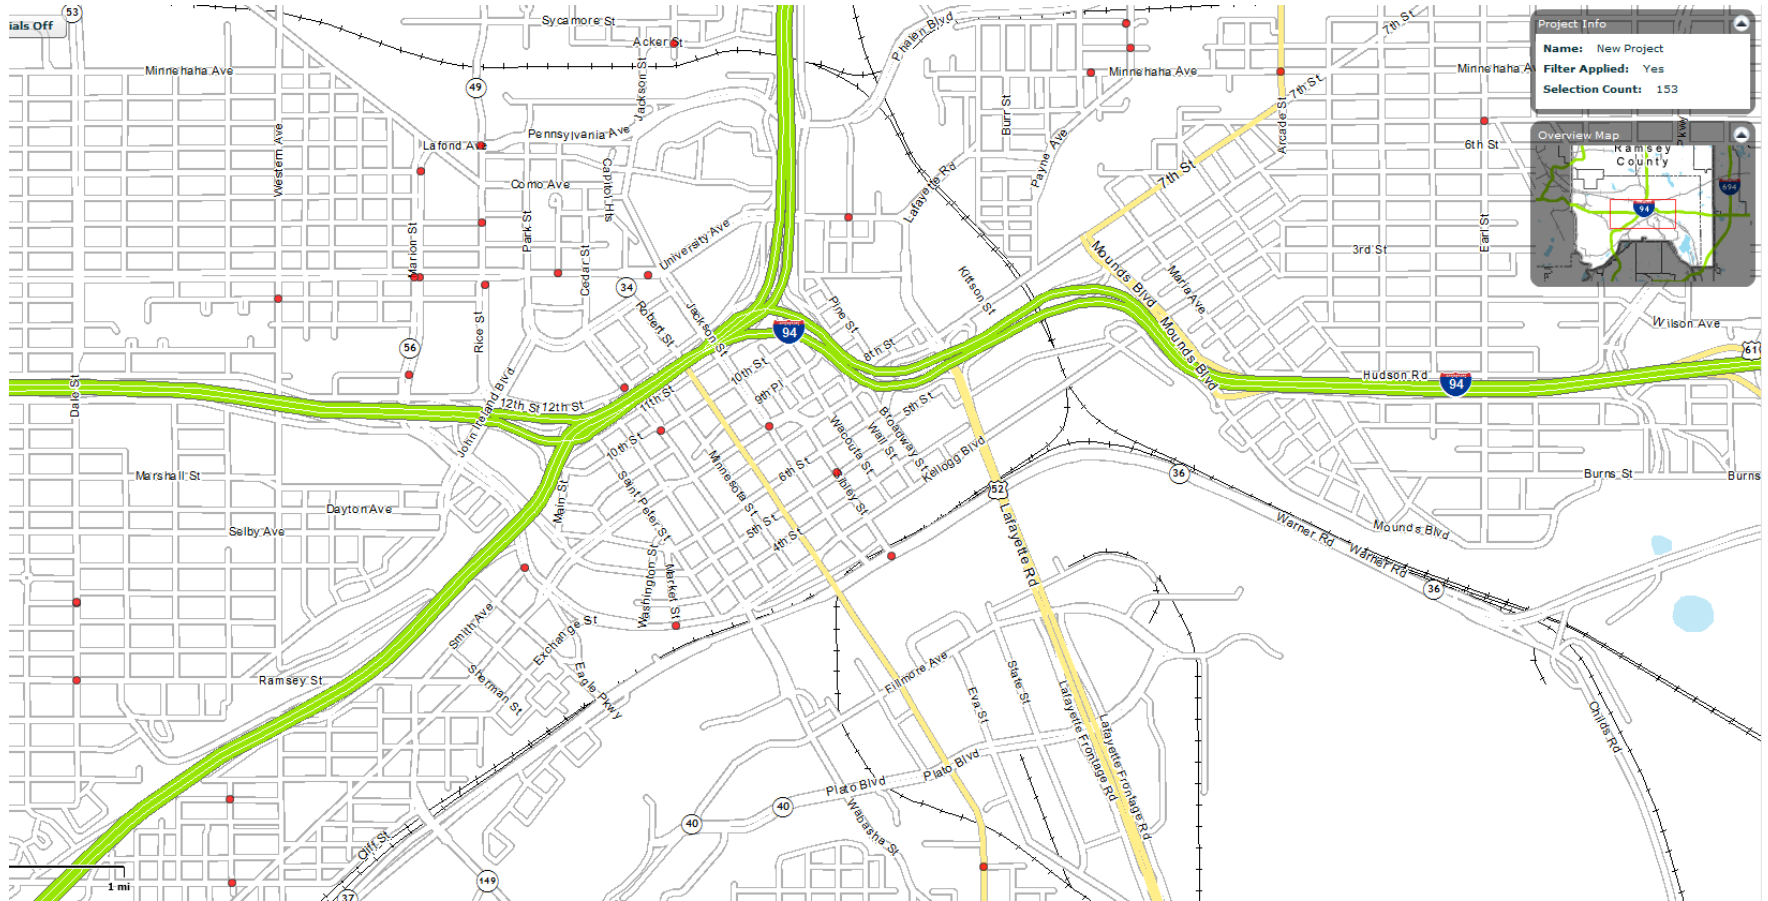 53
ials Off
Sycamore St
Acker St
Phalen Blvd
7th St
Project Info
Name: New Project
Filter Applied: Yes
Selection Count: 153
Minnehaha Ave
Minnehaha Ave
Minnehaha Av
7th St
49
Jackson St
Burr St
Arcade St
Pkwy
Overview Map
Ramsey
County
694
94
Pennsylvania Ave
Lafond Ave
Western Ave
Payne Ave
6th St
Como Ave
Capitol Hts
Lafayette Rd
7th St
Marion St
Park St
Cedar St
University Ave
Earl St
3rd St
Mounds Blvd
Maria Ave
Kittson St
34
Robert St
Jackson St
Pine St
94
Rice St
56
8th St
Mounds Blvd
Wilson Ave
61
Dale St
John Ireland Blvd
12th St
12th St
11th St
10th St
9th Pl
5th St
Hudson Rd
94
10th St
Broadway St
Wall St
Wacouta St
Kellogg Blvd
Marshall St
Saint Peter St
Minnesota St
6th St
Sibley St
36
Burns St
Burns
Main St
52
Dayton Ave
Selby Ave
5th St
4th St
Lafayette Rd
Warner Rd
Mounds Blvd
Warner Rd
36
Washington St
Market St
Smith Ave
Exchange St
Ramsey St
Sherman St
Eagle Pkwy
Fillmore Ave
Eva St
State St
Lafayette Frontage Rd
Lafayette Frontage Rd
Childs Rd
Plato Blvd
Plato Blvd
40
40
Wabasha St
Cliff St
1 mi
149
37